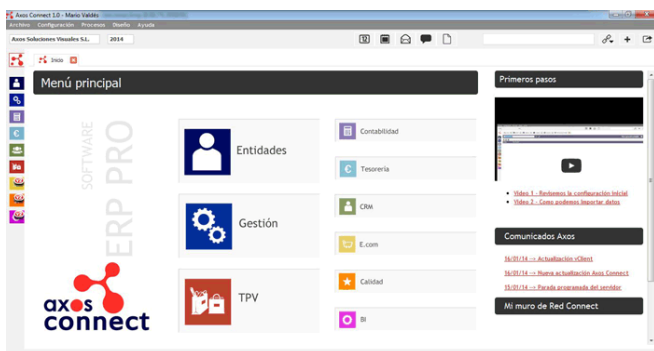 Axos Connect 1.0 - Mario Valdés
Archivo Configuración Procesos Diseño Ayuda
Axos Soluciones Visuales S.L. 2014
Inicio
Menú principal
SOFTWARE
ERP PRO
axos
connect
Entidades
Gestión
TPV
Contabilidad
€ Tesorería
CRM
E.com
Calidad
BI
Primeros pasos
Video 1 - Revisemos la configuración inicial
Video 2 - Como podemos importar datos
Comunicados Axos
16/01/14 --> Actualización vClient
16/01/14 --> Nueva actualización Axos Connect
15/01/14 --> Parada programada del servidor
Mi muro de Red Connect